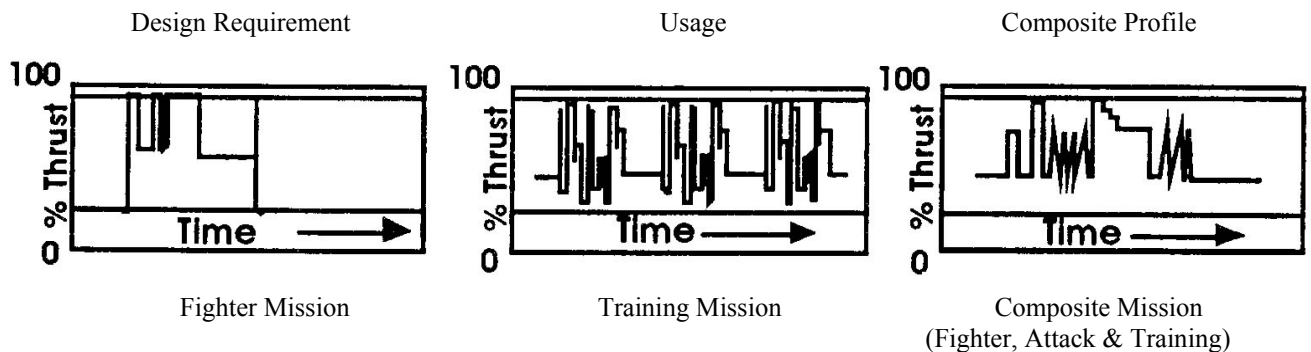 Design Requirement
Usage
Composite Profile
100
% Thrust
0
Time
100
% Thrust
0
Time
100
% Thrust
0
Time
Fighter Mission
Training Mission
Composite Mission
(Fighter, Attack & Training)